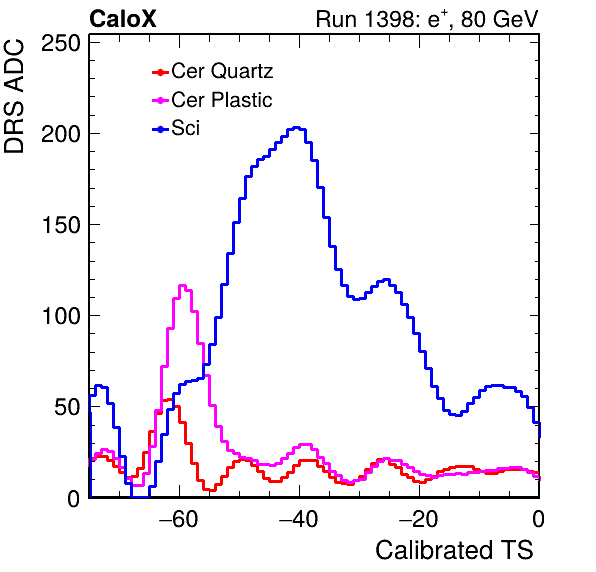 CaloX Run 1398: e⁺, 80 GeV
DRS ADC
250
200
150
100
50
0
Cer Quartz
Cer Plastic
Sci
−60 −40 −20 0
Calibrated TS